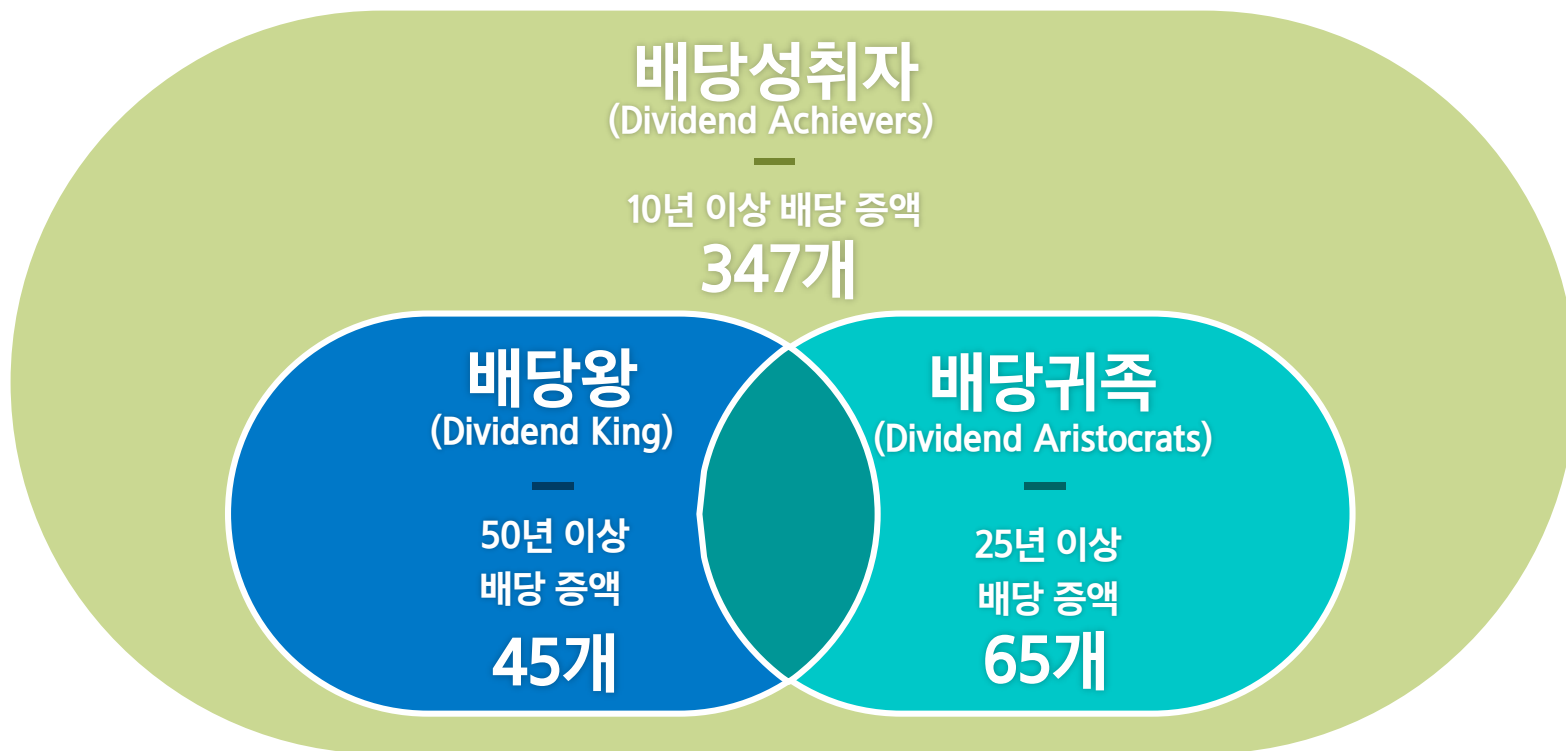 배당성취자
(Dividend Achievers)
10년 이상 배당 증액
347개
배당왕
(Dividend King)
50년 이상
배당 증액
45개
배당귀족
(Dividend Aristocrats)
25년 이상
배당 증액
65개